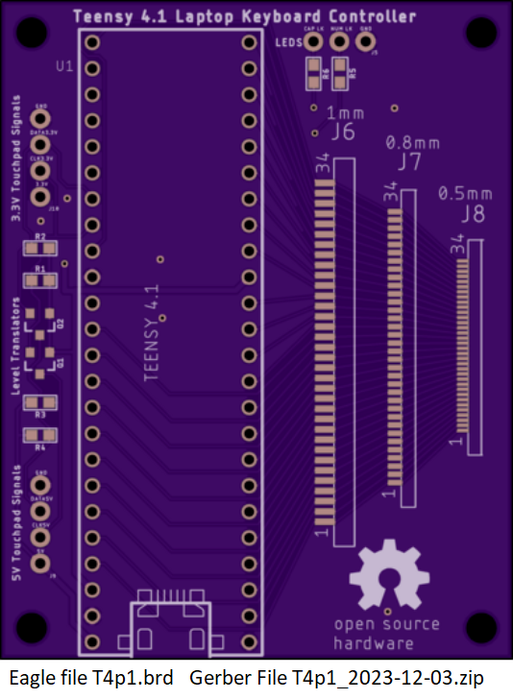 Teensy 4.1 Laptop Keyboard Controller
LEDS
CAP LK
NUM LK
GND
J5
U1
R6
R5
1mm
J6
34
0.8mm
J7
34
0.5mm
J8
34
3.3V Touchpad Signals
GND
DATA3.3V
CLK3.3V
3.3V
J10
R2
R1
Level Translators
Q2
Q1
TEENSY 4.1
R3
R4
5V Touchpad Signals
GND
DATA5V
CLK5V
5V
J9
1
1
1
open source
hardware
Eagle file T4p1.brd Gerber File T4p1_2023-12-03.zip